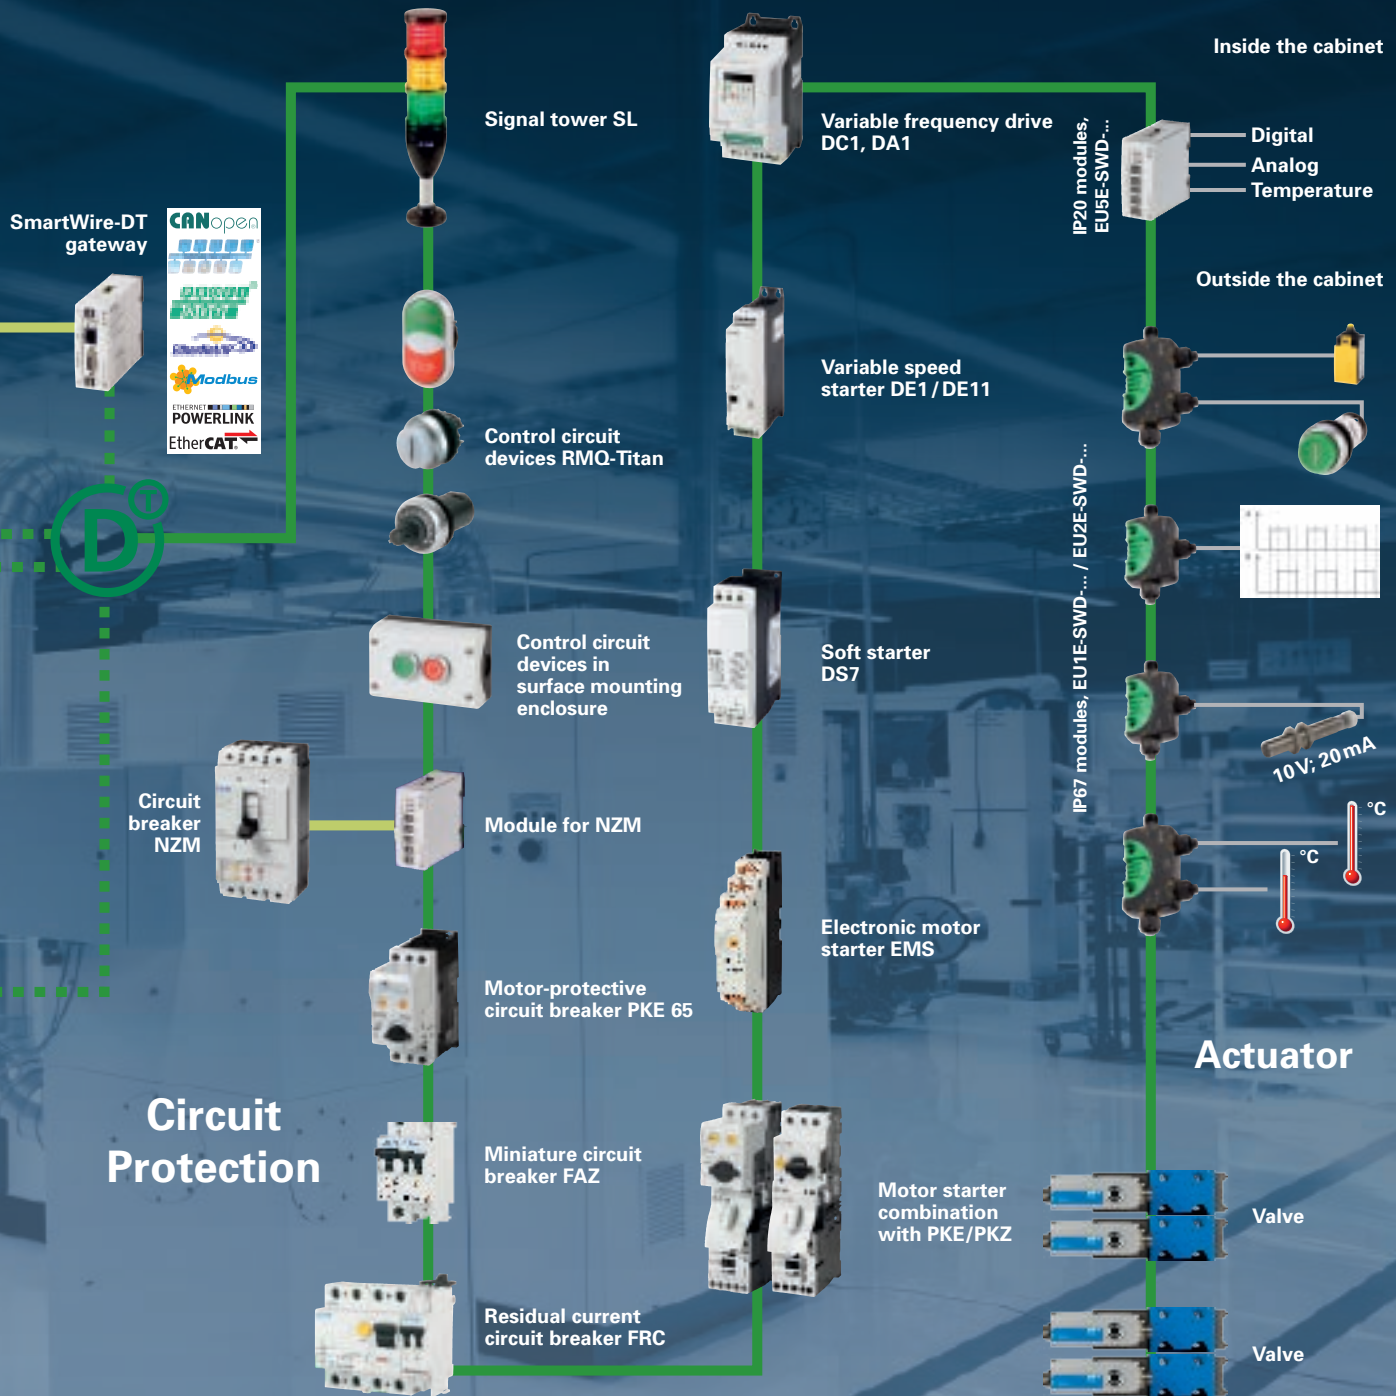 Signal tower SL
SmartWire-DT
gateway
CANopen
Modbus
ETHERNET
POWERLINK
EtherCAT
D
T
Control circuit
devices RMQ-Titan
Control circuit
devices in
surface mounting
enclosure
Circuit
breaker
NZM
Module for NZM
Motor-protective
circuit breaker PKE 65
Circuit
Protection
Miniature circuit
breaker FAZ
Residual current
circuit breaker FRC
Variable frequency drive
DC1, DA1
Variable speed
starter DE1 / DE11
Soft starter
DS7
Electronic motor
starter EMS
Motor starter
combination
with PKE/PKZ
Inside the cabinet
IP20 modules,
EU5E-SWD-...
Digital
Analog
Temperature
Outside the cabinet
IP67 modules, EU1E-SWD-... / EU2E-SWD-...
10 V; 20 mA
°C
°C
Actuator
Valve
Valve